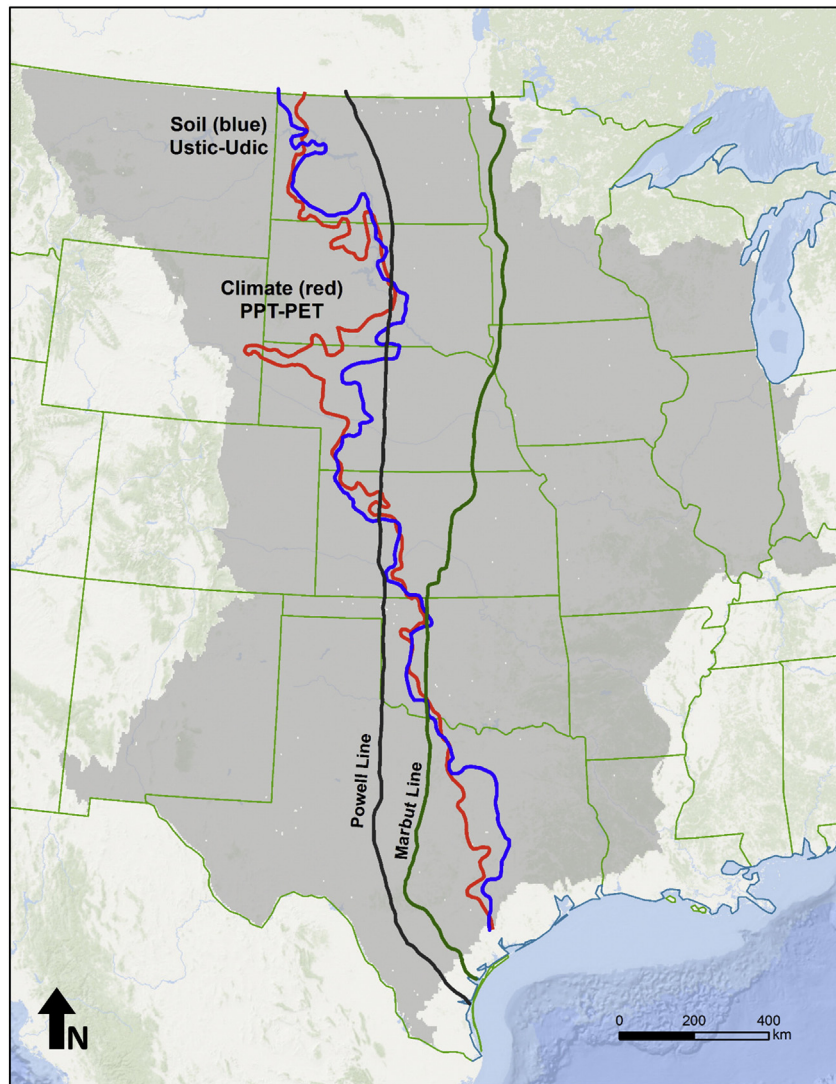 Soil (blue)
Ustic-Udic
Climate (red)
PPT-PET
Powell Line
Marbut Line
N
0 200 400
km